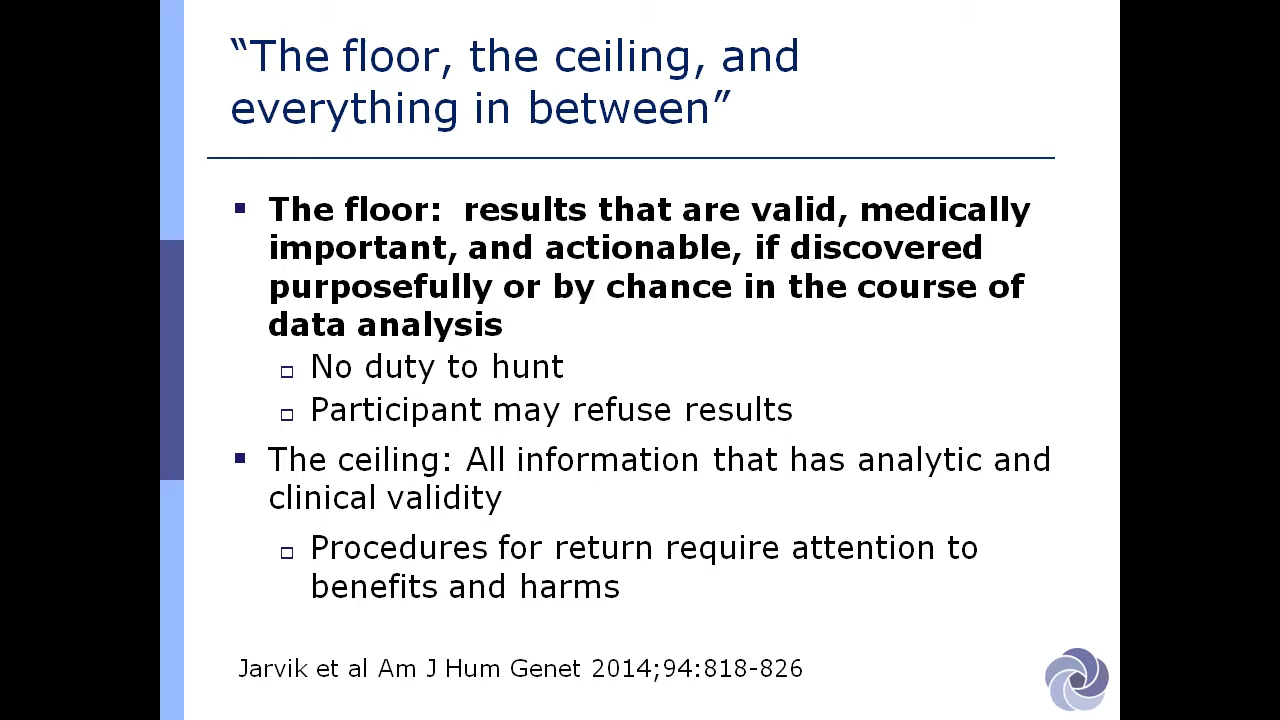 “The floor, the ceiling, and
everything in between”
The floor:  results that are valid, medically
important, and actionable, if discovered
purposefully or by chance in the course of
data analysis
No duty to hunt
Participant may refuse results
The ceiling: All information that has analytic and
clinical validity
Procedures for return require attention to
benefits and harms
Jarvik et al Am J Hum Genet 2014;94:818-826